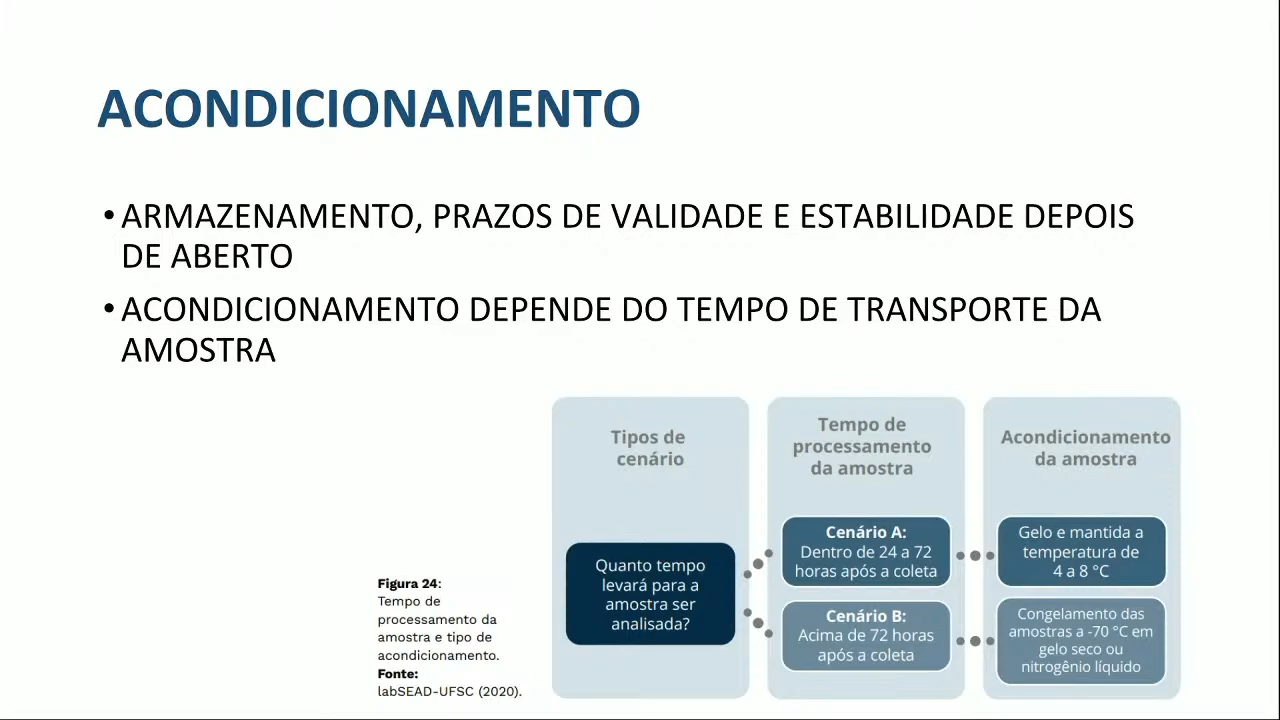 ACONDICIONAMENTO
•ARMAZENAMENTO, PRAZOS DE VALIDADE E ESTABILIDADE DEPOIS
DE ABERTO
•ACONDICIONAMENTO DEPENDE DO TEMPO DE TRANSPORTE DA
AMOSTRA
Tipos de
cenário
Quanto tempo
levará para a
amostra ser
analisada?
Tempo de
processamento
da amostra
Cenário A:
Dentro de 24 a 72
horas após a coleta
Cenário B:
Acima de 72 horas
após a coleta
Acondicionamento
da amostra
Gelo e mantida a
temperatura de
4 a 8 °C
Congelamento das
amostras a -70 °C em
gelo seco ou
nitrogênio líquido
Figura 24:
Tempo de
processamento da
amostra e tipo de
acondicionamento.
Fonte:
labSEAD-UFSC (2020).